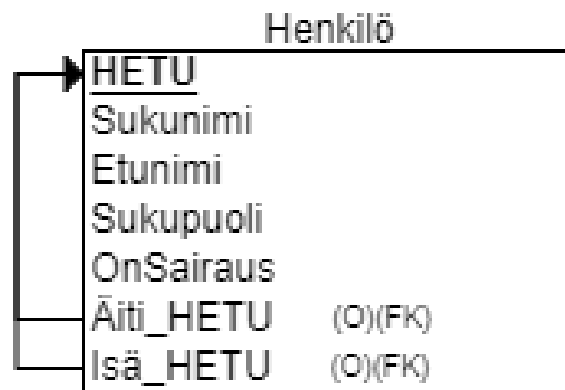 Henkilö
HETU
Sukunimi
Etunimi
Sukupuoli
OnSairaus
Äiti_HETU (O)(FK)
Isä_HETU (O)(FK)